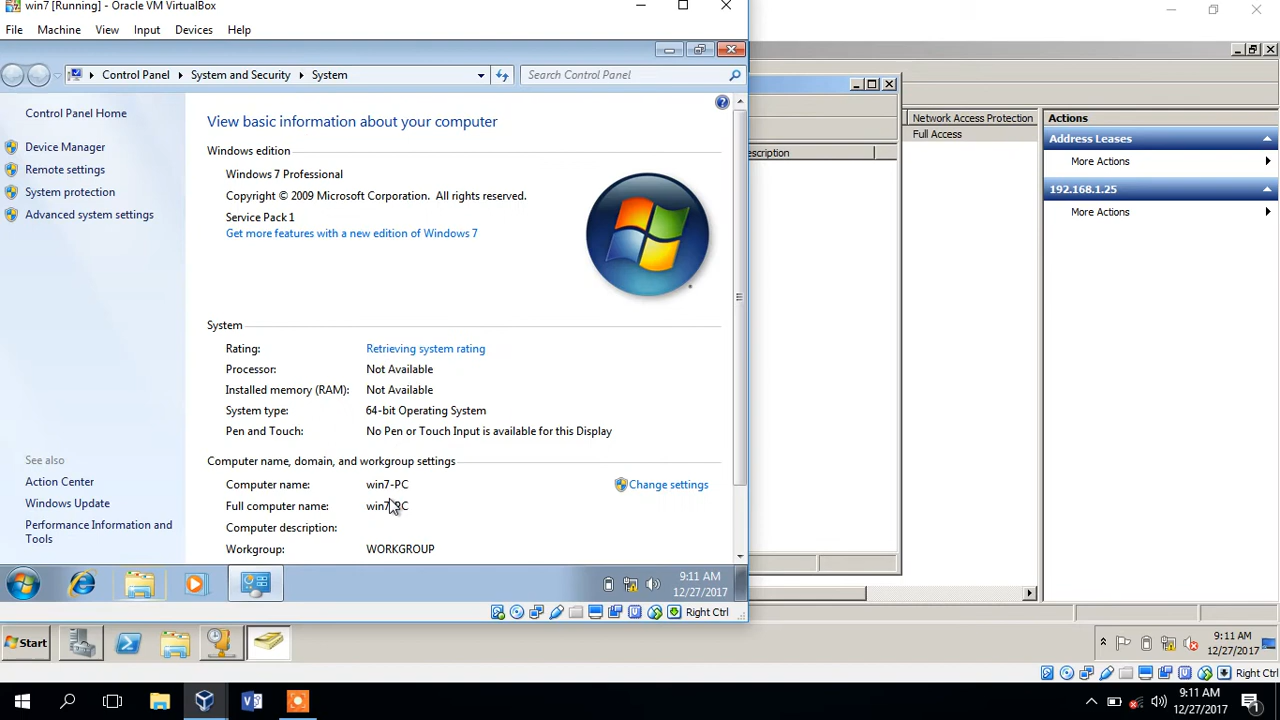 win7 [Running] - Oracle VM VirtualBox
File Machine View Input Devices Help
Control Panel System and Security System
Search Control Panel
Control Panel Home
Device Manager
Remote settings
System protection
Advanced system settings
See also
Action Center
Windows Update
Performance Information and
Tools
View basic information about your computer
Windows edition
Windows 7 Professional
Copyright © 2009 Microsoft Corporation. All rights reserved.
Service Pack 1
Get more features with a new edition of Windows 7
System
Rating: Retrieving system rating
Processor: Not Available
Installed memory (RAM): Not Available
System type: 64-bit Operating System
Pen and Touch: No Pen or Touch Input is available for this Display
Computer name, domain, and workgroup settings
Computer name: win7-PC
Change settings
Full computer name: win7-PC
Computer description:
Workgroup: WORKGROUP
9:11 AM
12/27/2017
Right Ctrl
escription
Network Access Protection
Full Access
Actions
Address Leases
More Actions
192.168.1.25
More Actions
Start
9:11 AM
12/27/2017
Right Ctrl
9:11 AM
12/27/2017
1